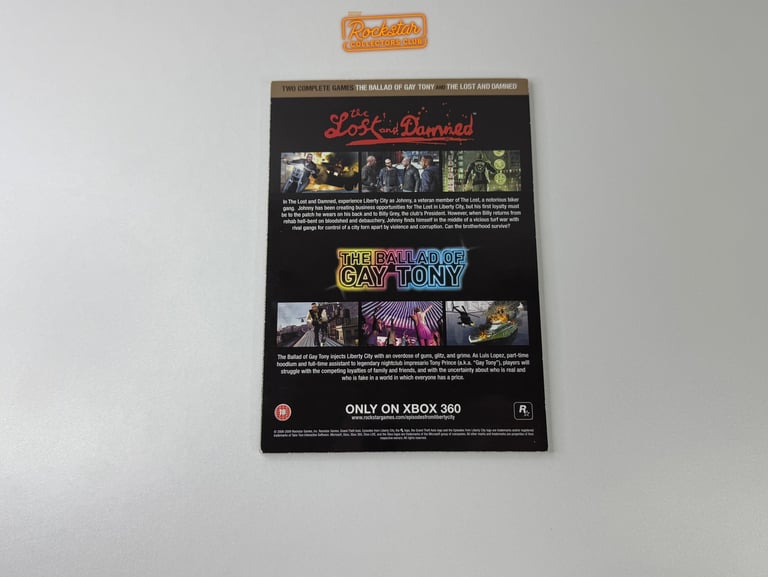 Rockstar
COLLECTORS CLUB
TWO COMPLETE GAMES THE BALLAD OF GAY TONY AND THE LOST AND DAMNED
the
Lost and Damned
In The Lost and Damned, experience Liberty City as Johnny, a veteran member of The Lost, a notorious biker
gang. Johnny has been creating business opportunities for The Lost in Liberty City, but his first loyalty must
be to the patch he wears on his back and to Billy Grey, the club's President. However, when Billy returns from
rehab hell-bent on bloodshed and debauchery, Johnny finds himself in the middle of a vicious turf war with
rival gangs for control of a city torn apart by violence and corruption. Can the brotherhood survive?
THE BALLAD OF
GAY TONY
The Ballad of Gay Tony injects Liberty City with an overdose of guns, glitz, and grime. As Luis Lopez, part-time
hoodlum and full-time assistant to legendary nightclub impresario Tony Prince (a.k.a. "Gay Tony"), players will
struggle with the competing loyalties of family and friends, and with the uncertainty about who is real and
who is fake in a world in which everyone has a price.
18
ONLY ON XBOX 360
www.rockstargames.com/episodesfromlibertycity
R